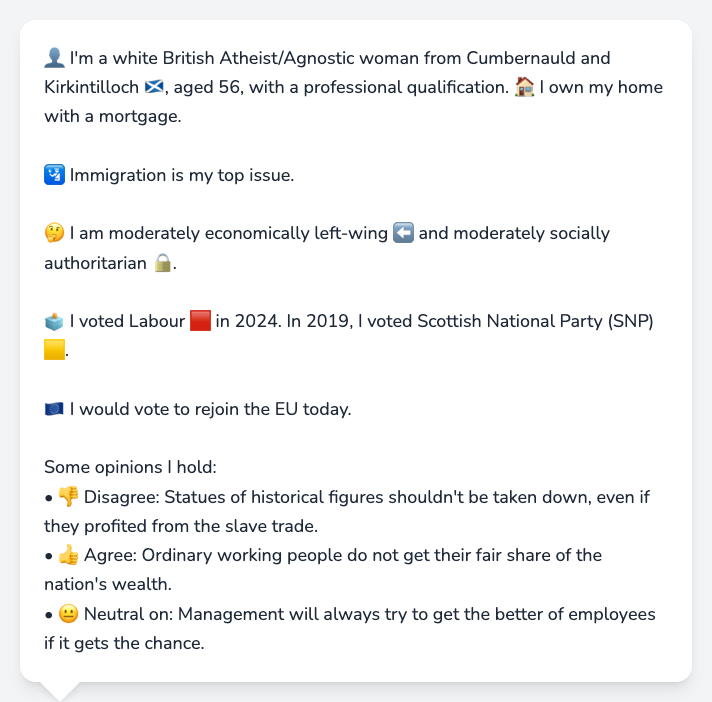 👤 I'm a white British Atheist/Agnostic woman from Cumbernauld and
Kirkintilloch 🏴󠁧󠁢󠁳󠁣󠁴󠁿, aged 56, with a professional qualification. 🏠 I own my home
with a mortgage.
🛂 Immigration is my top issue.
🤔 I am moderately economically left-wing ⬅️ and moderately socially
authoritarian 🔒.
🗳️ I voted Labour 🟥 in 2024. In 2019, I voted Scottish National Party (SNP)
🟨.
🇪🇺 I would vote to rejoin the EU today.
Some opinions I hold:
• 👎 Disagree: Statues of historical figures shouldn't be taken down, even if
they profited from the slave trade.
• 👍 Agree: Ordinary working people do not get their fair share of the
nation's wealth.
• 😐 Neutral on: Management will always try to get the better of employees
if it gets the chance.